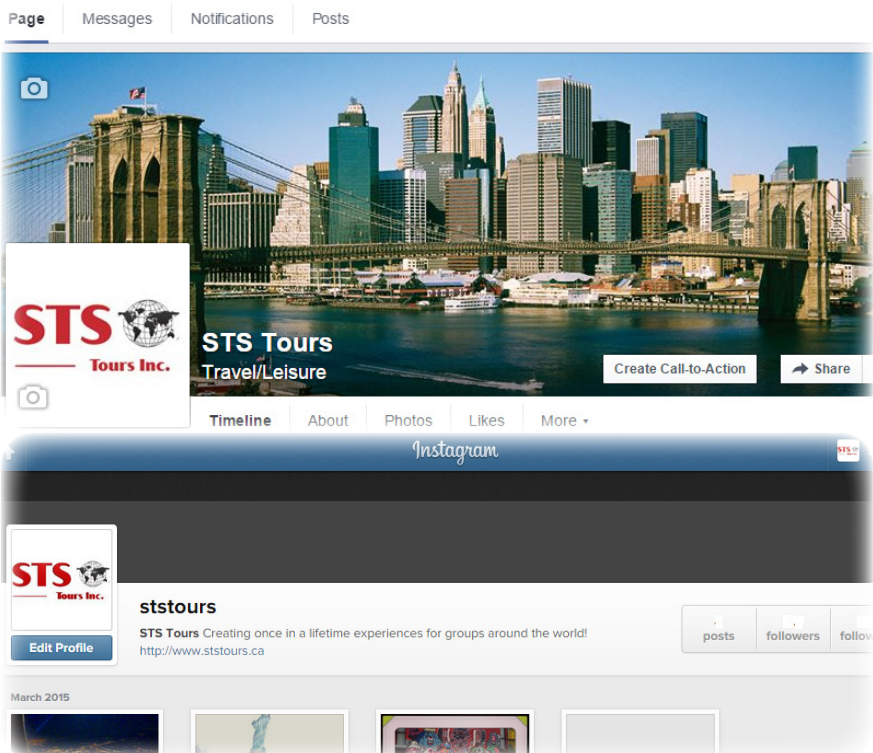 Page Messages Notifications Posts
STS
Tours Inc.
STS Tours
Travel/Leisure
Create Call-to-Action Share
Timeline About Photos Likes More
Instagram
STS
STS
Tours Inc.
Edit Profile
ststours
STS Tours Creating once in a lifetime experiences for groups around the world!
http://www.ststours.ca
posts followers follow
March 2015